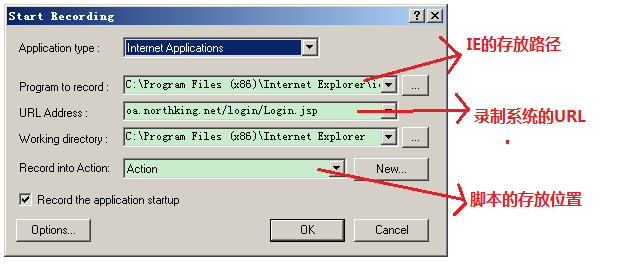 Start Recording
Application type :
Internet Applications
IE的存放路径
Program to record :
C:\Program Files (x86)\Internet Explorer\i
...
URL Address :
oa.northking.net/login/Login.jsp
录制系统的URL
Working directory :
C:\Program Files (x86)\Internet Explorer
...
Record into Action:
Action
New...
脚本的存放位置
Record the application startup
Options...
OK
Cancel